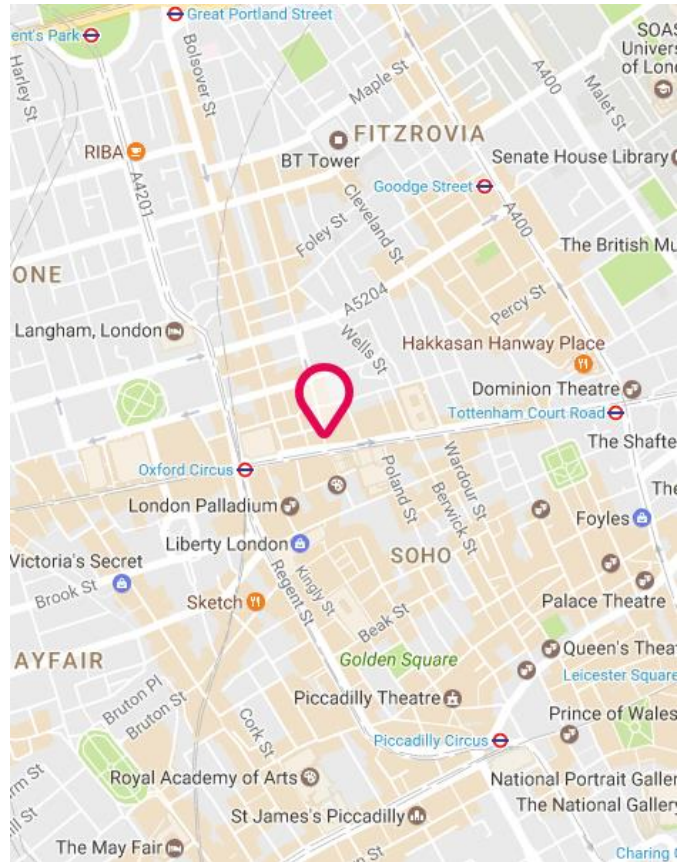 Great Portland Street
ent's Park
SOAS
Univers
of Lond
Harley St
Bolsover St
Maple St
A400
Malet St
RIBA
BT Tower
FITZROVIA
Senate House Library
A4201
Goodge Street
Cleveland St
Foley St
A400
The British Mu
ONE
A5204
Percy St
Langham, London
Wells St
Hakkasan Hanway Place
Dominion Theatre
Tottenham Court Road
The Shafte
Oxford Circus
Poland St
Wardour St
Berwick St
The
London Palladium
Foyles
Liberty London
SOHO
Victoria's Secret
Brook St
Regent St
Kingly St
Sketch
Beak St
Palace Theatre
AYFAIR
Golden Square
Queen's Theat
Leicester Square
Bruton Pl
Bruton St
Piccadilly Theatre
Prince of Wales
Cork St
Piccadilly Circus
Royal Academy of Arts
National Portrait Galler
The National Gallery
St James's Piccadilly
The May Fair
Charing